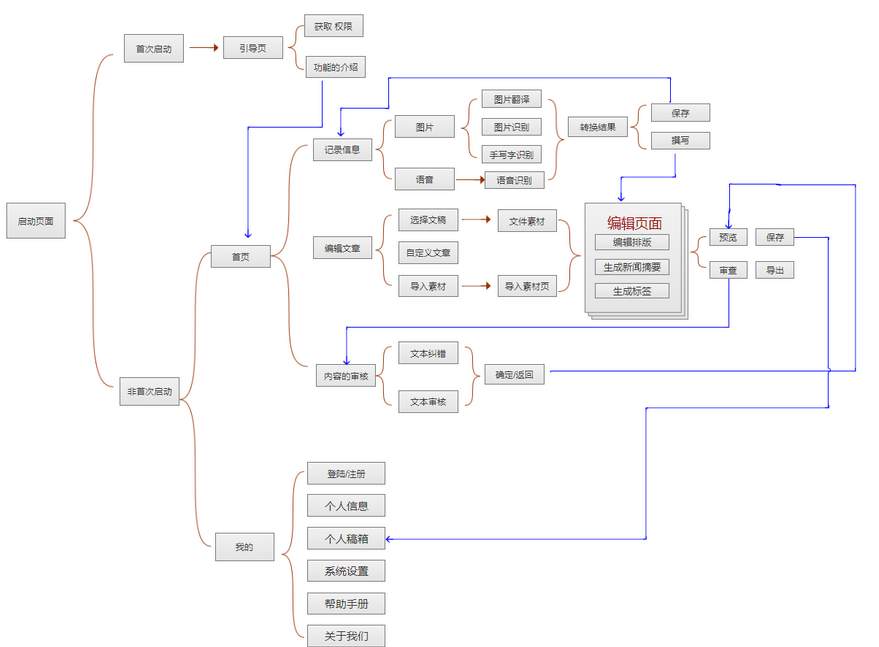 启动页面
首次启动
引导页
获取 权限
功能的介绍
非首次启动
首页
记录信息
图片
图片翻译
图片识别
手写字识别
语音
语音识别
转换结果
保存
撰写
编辑文章
选择文稿
文件素材
自定义文章
导入素材
导入素材页
编辑页面
编辑排版
生成新闻摘要
生成标签
预览
保存
审查
导出
内容的审核
文本纠错
文本审核
确定/返回
我的
登陆/注册
个人信息
个人稿箱
系统设置
帮助手册
关于我们